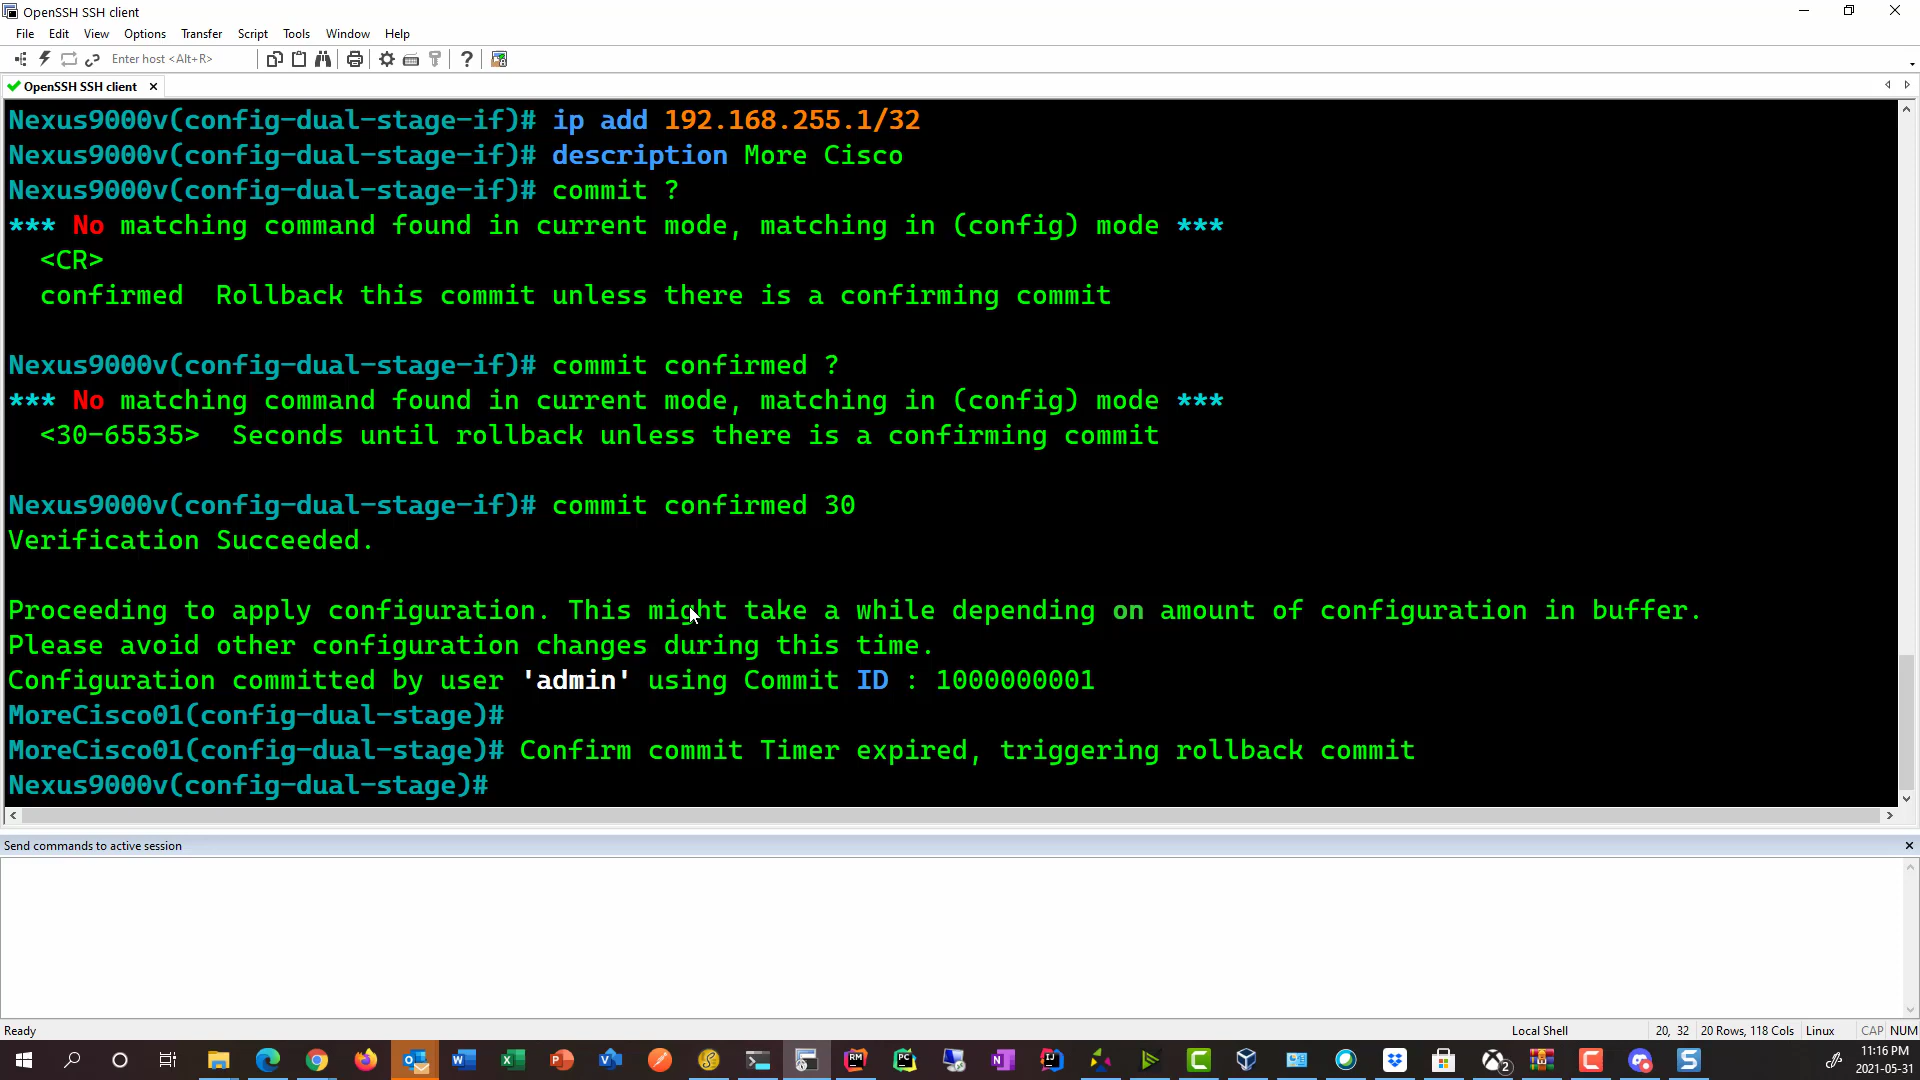 OpenSSH SSH client
File Edit View Options Transfer Script Tools Window Help
Enter host <Alt+R>
OpenSSH SSH client
Nexus9000v(config-dual-stage-if)# ip add 192.168.255.1/32
Nexus9000v(config-dual-stage-if)# description More Cisco
Nexus9000v(config-dual-stage-if)# commit ?
*** No matching command found in current mode, matching in (config) mode ***
<CR>
confirmed Rollback this commit unless there is a confirming commit
Nexus9000v(config-dual-stage-if)# commit confirmed ?
*** No matching command found in current mode, matching in (config) mode ***
<30-65535> Seconds until rollback unless there is a confirming commit
Nexus9000v(config-dual-stage-if)# commit confirmed 30
Verification Succeeded.
Proceeding to apply configuration. This might take a while depending on amount of configuration in buffer.
Please avoid other configuration changes during this time.
Configuration committed by user 'admin' using Commit ID : 1000000001
MoreCisco01(config-dual-stage)#
MoreCisco01(config-dual-stage)# Confirm commit Timer expired, triggering rollback commit
Nexus9000v(config-dual-stage)#
Send commands to active session
Ready Local Shell 20, 32 20 Rows, 118 Cols Linux CAP NUM
11:16 PM
2021-05-31